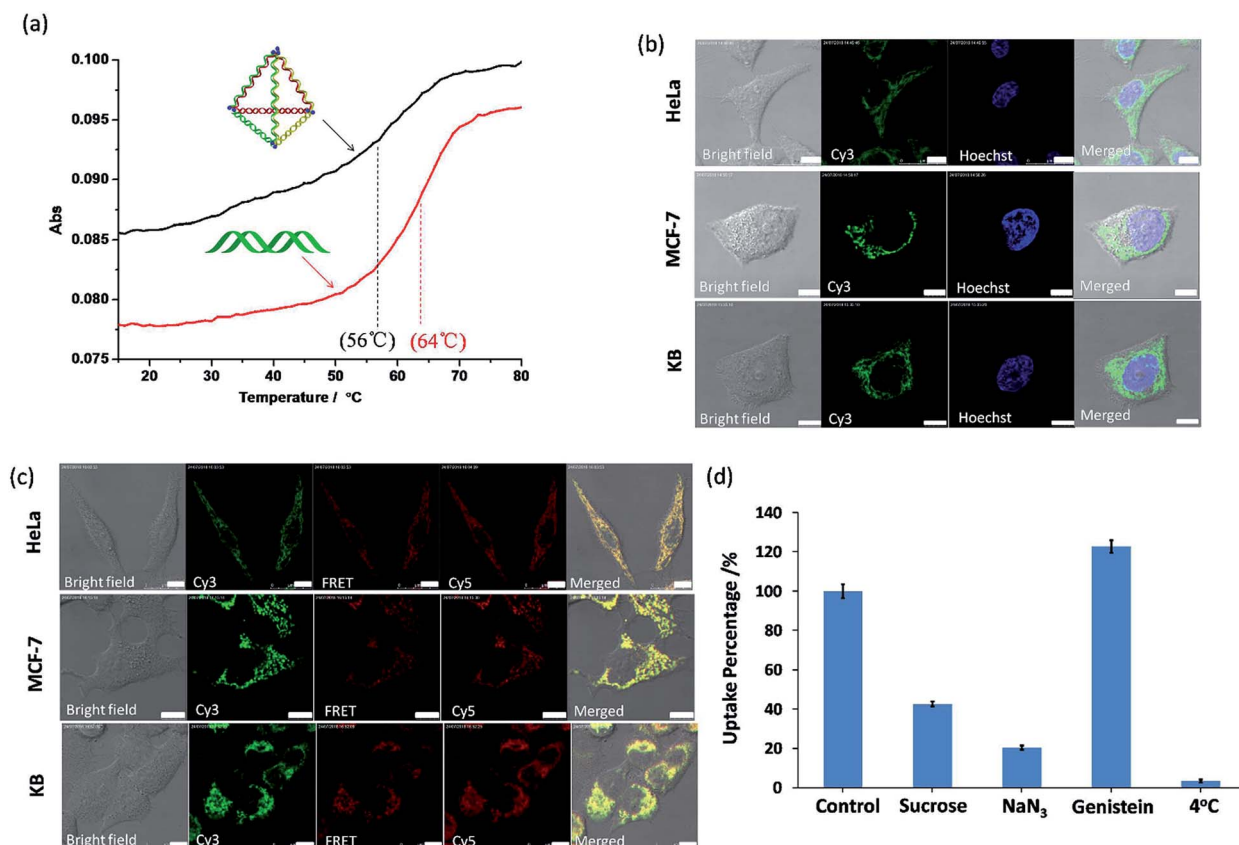 (a)
0.100
0.095
0.090
0.085
0.080
0.075
Abs
(56℃)
(64℃)
20
30
40
50
60
70
80
Temperature / °C
(b)
HeLa
Bright field
Cy3
Hoechst
Merged
MCF-7
Bright field
Cy3
Hoechst
Merged
KB
Bright field
Cy3
Hoechst
Merged
(c)
HeLa
Bright field
Cy3
FRET
Cy5
Merged
MCF-7
Bright field
Cy3
FRET
Cy5
Merged
KB
Bright field
Cy3
FRET
Cy5
Merged
(d)
140
120
100
80
60
40
20
0
Uptake Percentage /%
Control
Sucrose
NaN₃
Genistein
4°C